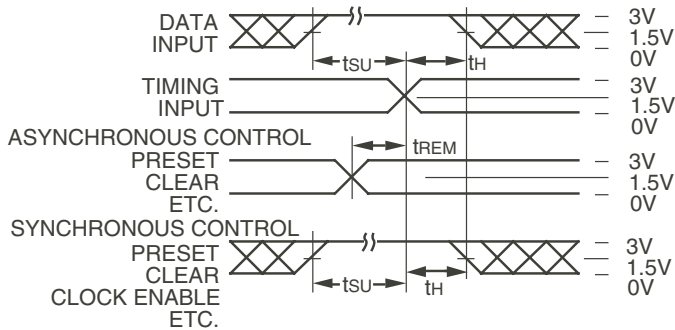 DATA
INPUT
3V
1.5V
0V
tSU
tH
TIMING
INPUT
3V
1.5V
0V
ASYNCHRONOUS CONTROL
PRESET
CLEAR
ETC.
tREM
3V
1.5V
0V
SYNCHRONOUS CONTROL
PRESET
CLEAR
CLOCK ENABLE
ETC.
tSU
tH
3V
1.5V
0V